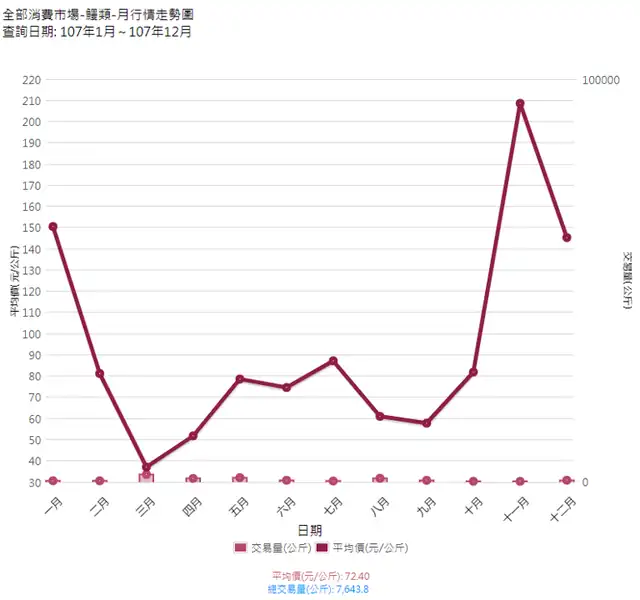 全部消費市場-鱷類-月行情走勢圖
查詢日期: 107年1月 ~ 107年12月
220
210
200
190
180
170
160
150
140
130
120
110
100
90
80
70
60
50
40
30
平均價(元/公斤)
100000
0
交易量(公斤)
一月
二月
三月
四月
五月
六月
七月
八月
九月
十月
十一月
十二月
日期
交易量(公斤) 平均價(元/公斤)
平均價(元/公斤): 72.40
總交易量(公斤): 7,643.8